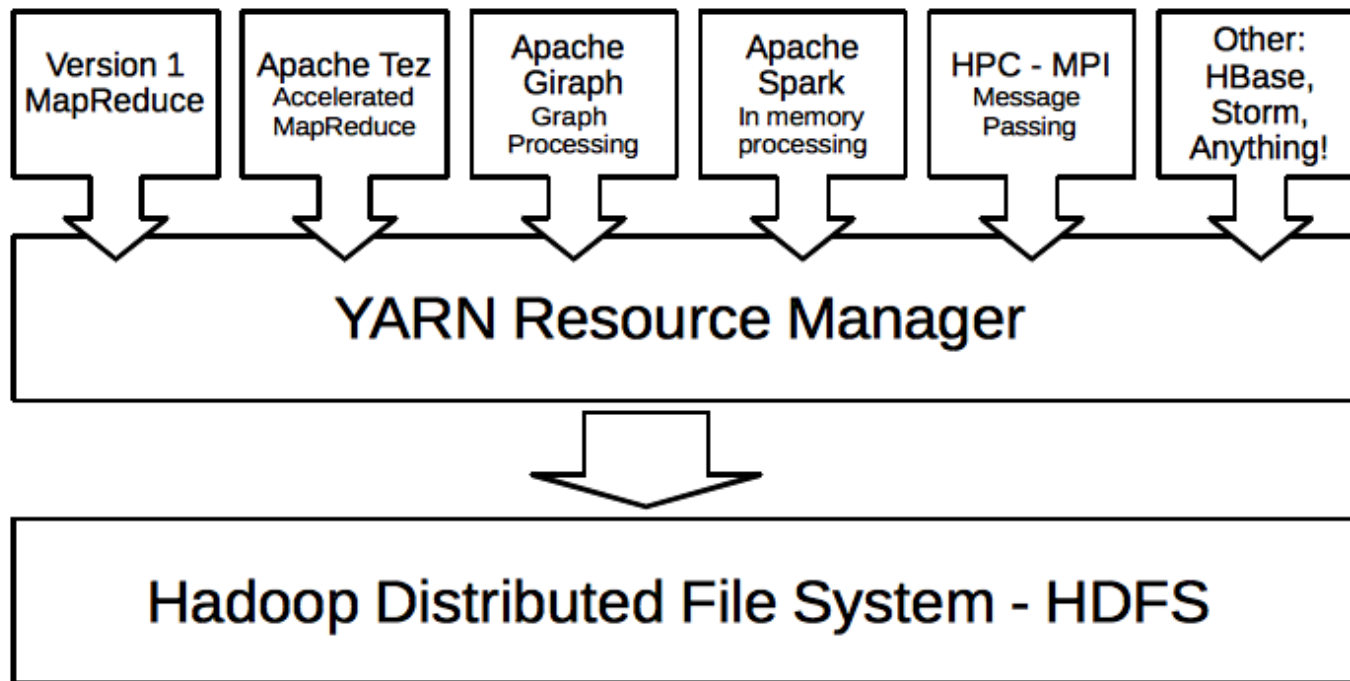 Version 1
MapReduce
Apache Tez
Accelerated
MapReduce
Apache
Giraph
Graph
Processing
Apache
Spark
In memory
processing
HPC - MPI
Message
Passing
Other:
HBase,
Storm,
Anything!
YARN Resource Manager
Hadoop Distributed File System - HDFS